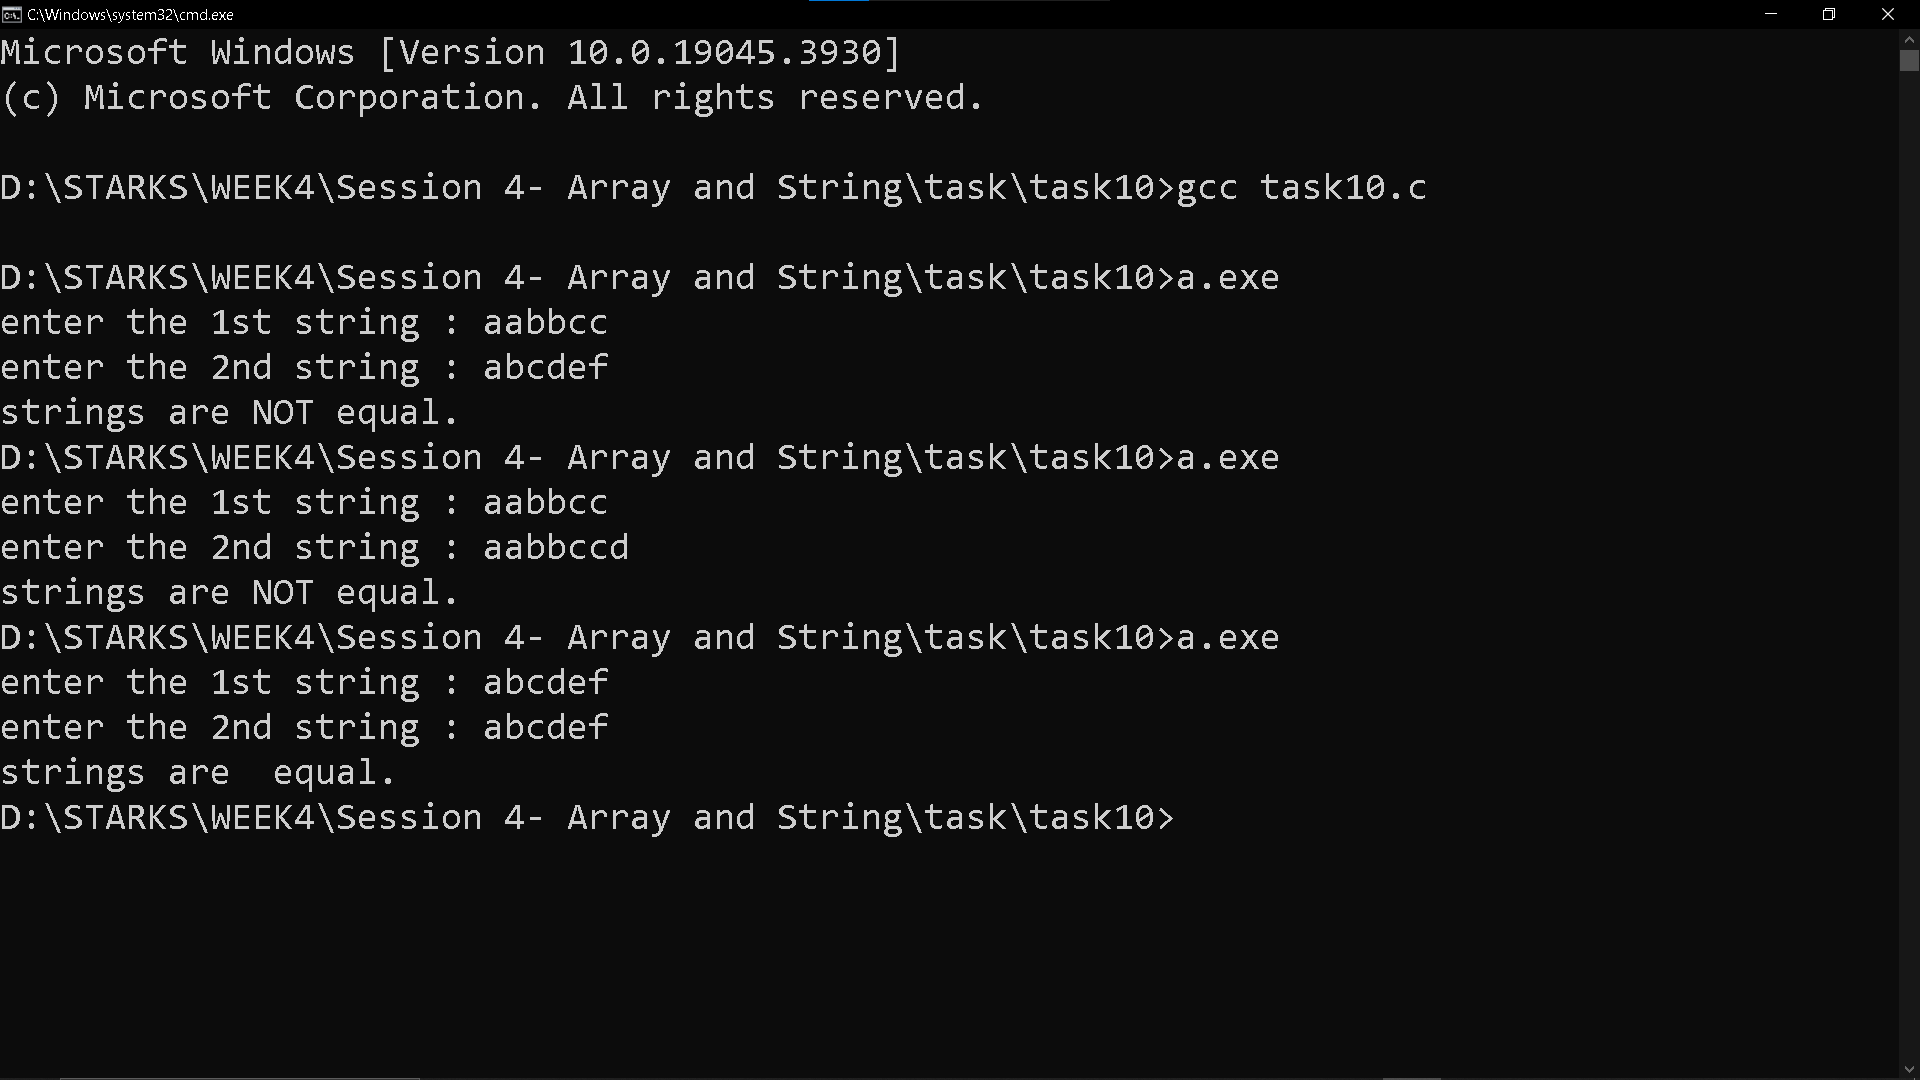 C:\Windows\system32\cmd.exe
Microsoft Windows [Version 10.0.19045.3930]
(c) Microsoft Corporation. All rights reserved.
D:\STARKS\WEEK4\Session 4- Array and String\task\task10>gcc task10.c
D:\STARKS\WEEK4\Session 4- Array and String\task\task10>a.exe
enter the 1st string : aabbcc
enter the 2nd string : abcdef
strings are NOT equal.
D:\STARKS\WEEK4\Session 4- Array and String\task\task10>a.exe
enter the 1st string : aabbcc
enter the 2nd string : aabbccd
strings are NOT equal.
D:\STARKS\WEEK4\Session 4- Array and String\task\task10>a.exe
enter the 1st string : abcdef
enter the 2nd string : abcdef
strings are  equal.
D:\STARKS\WEEK4\Session 4- Array and String\task\task10>